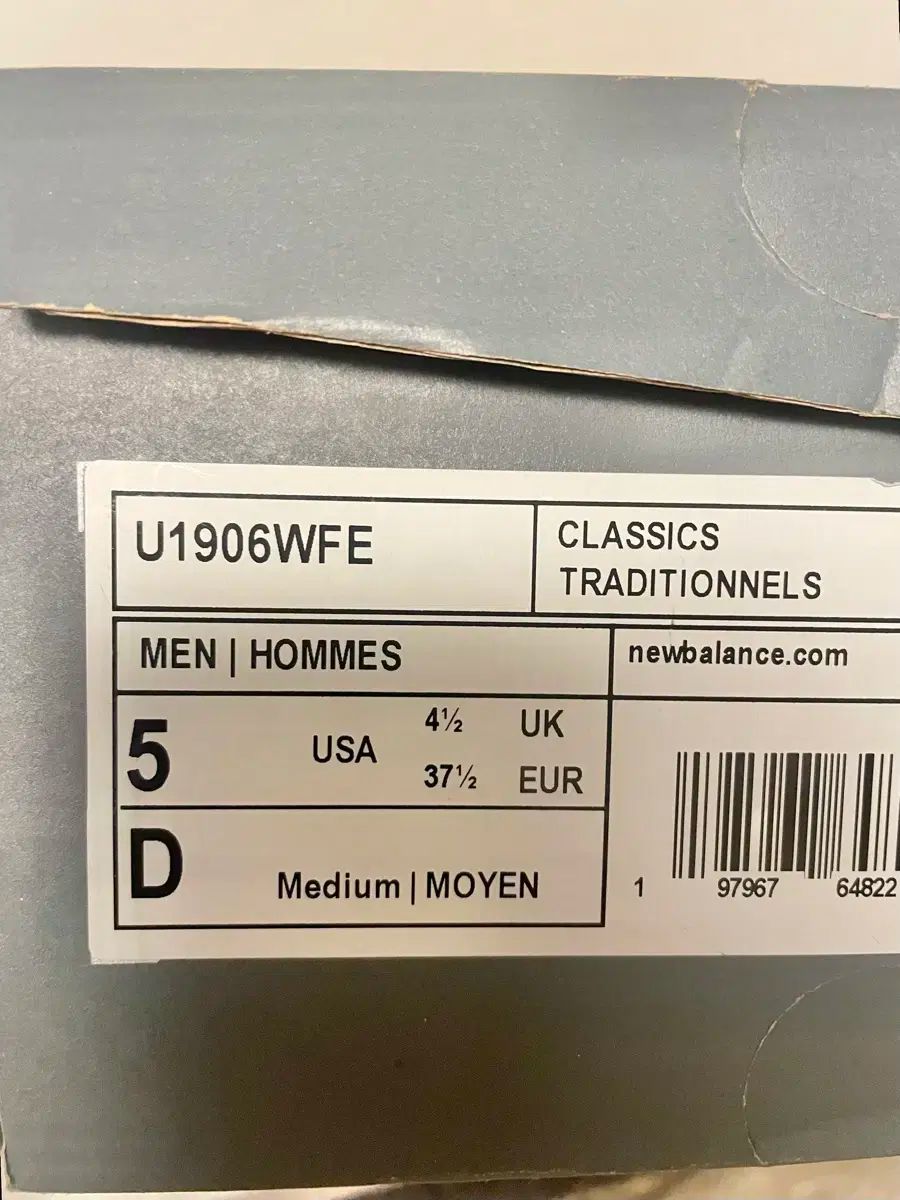 U1906WFE
CLASSICS
TRADITIONNELS
MEN | HOMMES
newbalance.com
5 USA 4½ UK
37½ EUR
D Medium | MOYEN
1 97967 64822